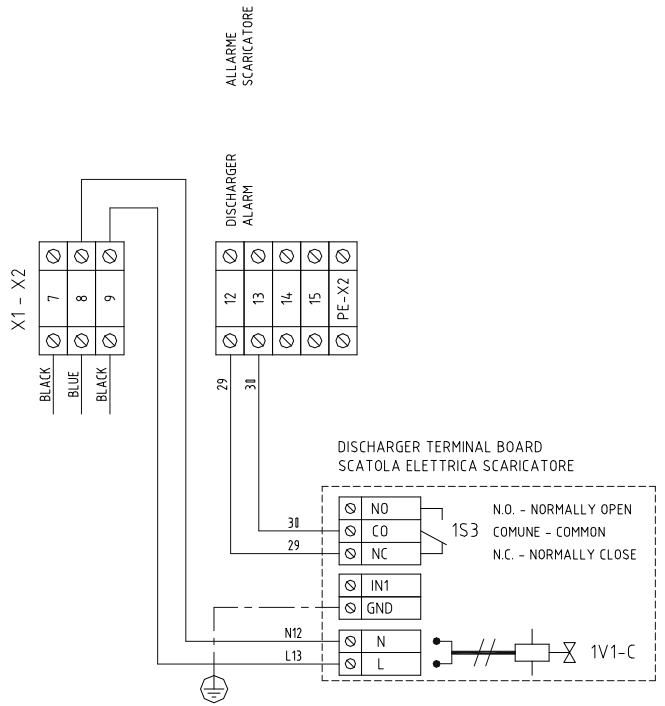 ALLARME
SCARICATORE
DISCHARGER
ALARM
X1 - X2
7
8
9
12
13
14
15
PE-X2
BLACK
BLUE
BLACK
29
30
DISCHARGER TERMINAL BOARD
SCATOLA ELETTRICA SCARICATORE
NO
N.O. - NORMALLY OPEN
30
CO
1S3
COMUNE - COMMON
29
NC
N.C. - NORMALLY CLOSE
IN1
GND
N12
N
L13
L
1V1-C